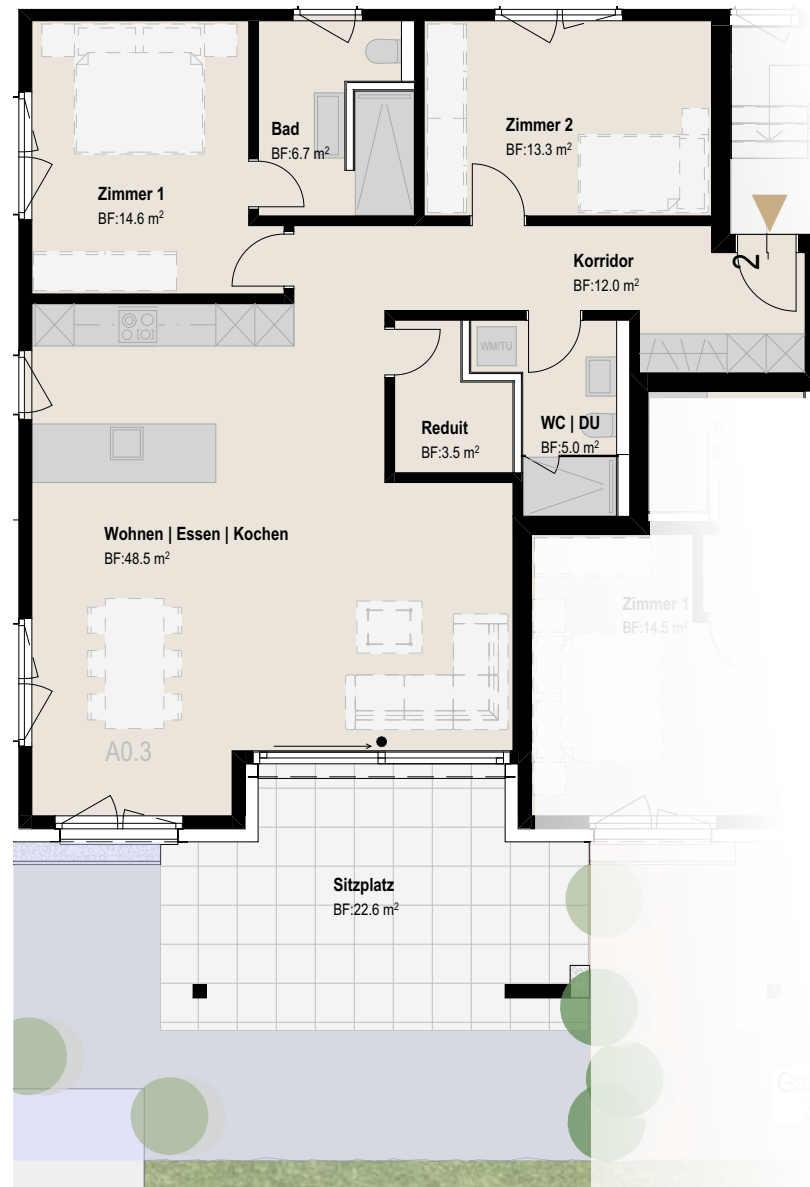 Bad
BF:6.7 m²
Zimmer 2
BF:13.3 m²
Zimmer 1
BF:14.6 m²
Korridor
BF:12.0 m²
2
WM/TU
Reduit
BF:3.5 m²
WC | DU
BF:5.0 m²
Wohnen | Essen | Kochen
BF:48.5 m²
Zimmer 1
BF:14.5 m²
A0.3
Sitzplatz
BF:22.6 m²